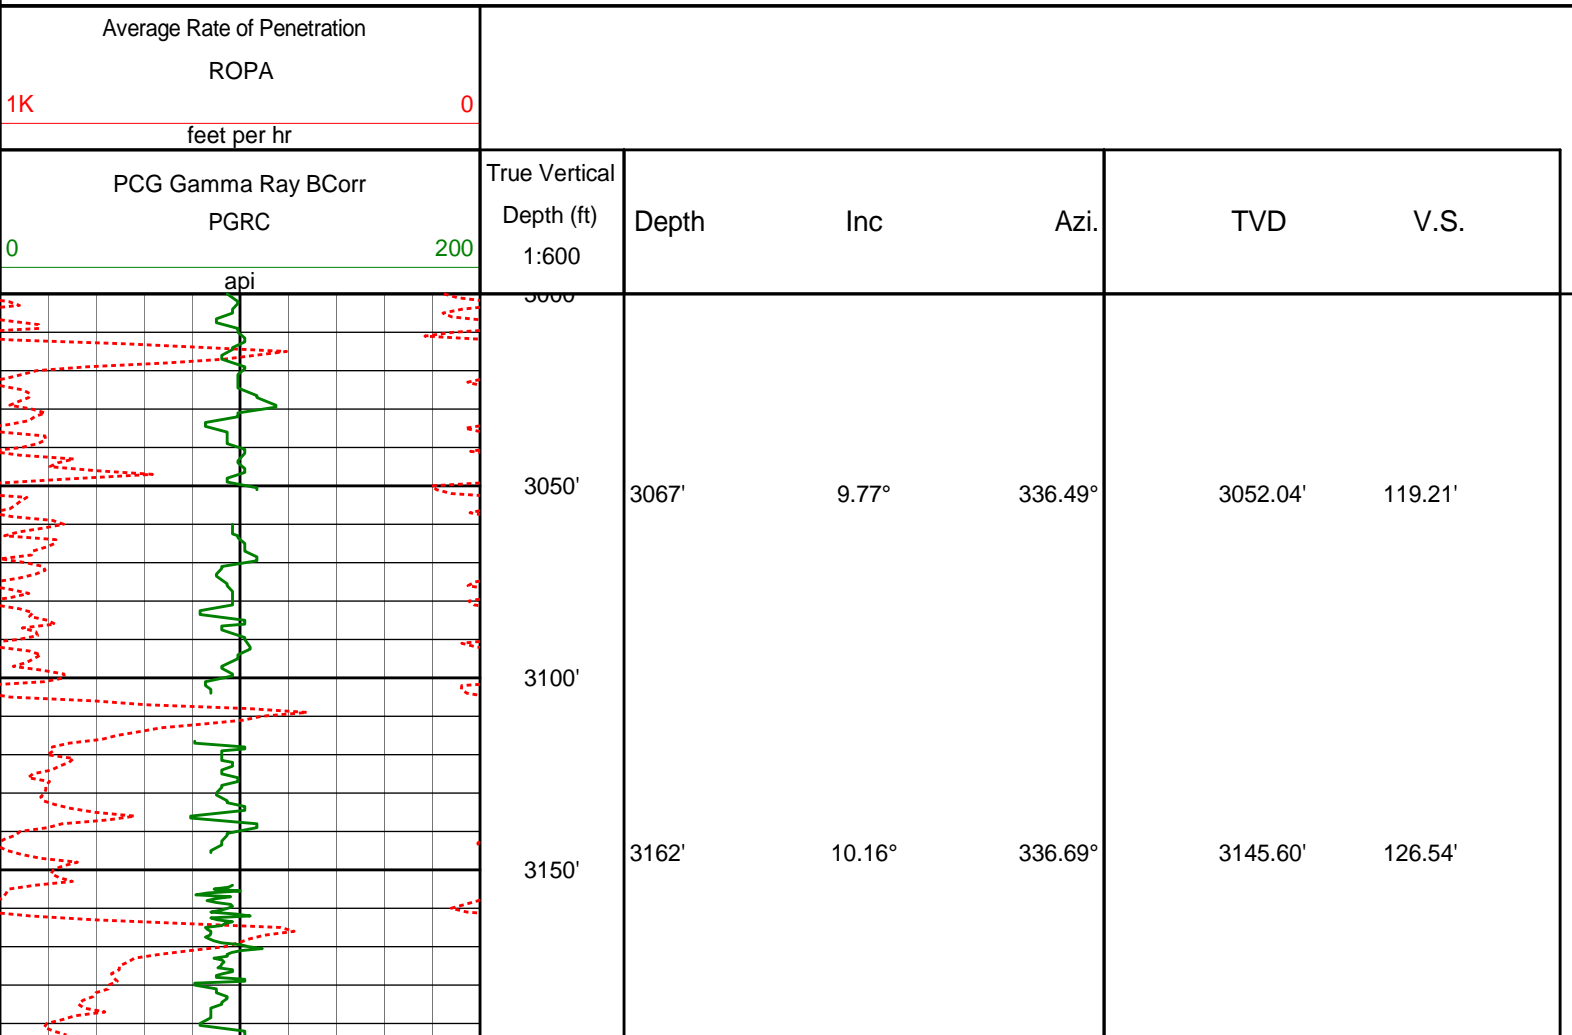 Average Rate of Penetration
ROPA
1K 0
feet per hr
PCG Gamma Ray BCorr
PGRC
0 200
api
True Vertical
Depth (ft)
1:600
Depth Inc Azi. TVD V.S.
3000'
3050'
3067' 9.77° 336.49° 3052.04' 119.21'
3100'
3162' 10.16° 336.69° 3145.60' 126.54'
3150'